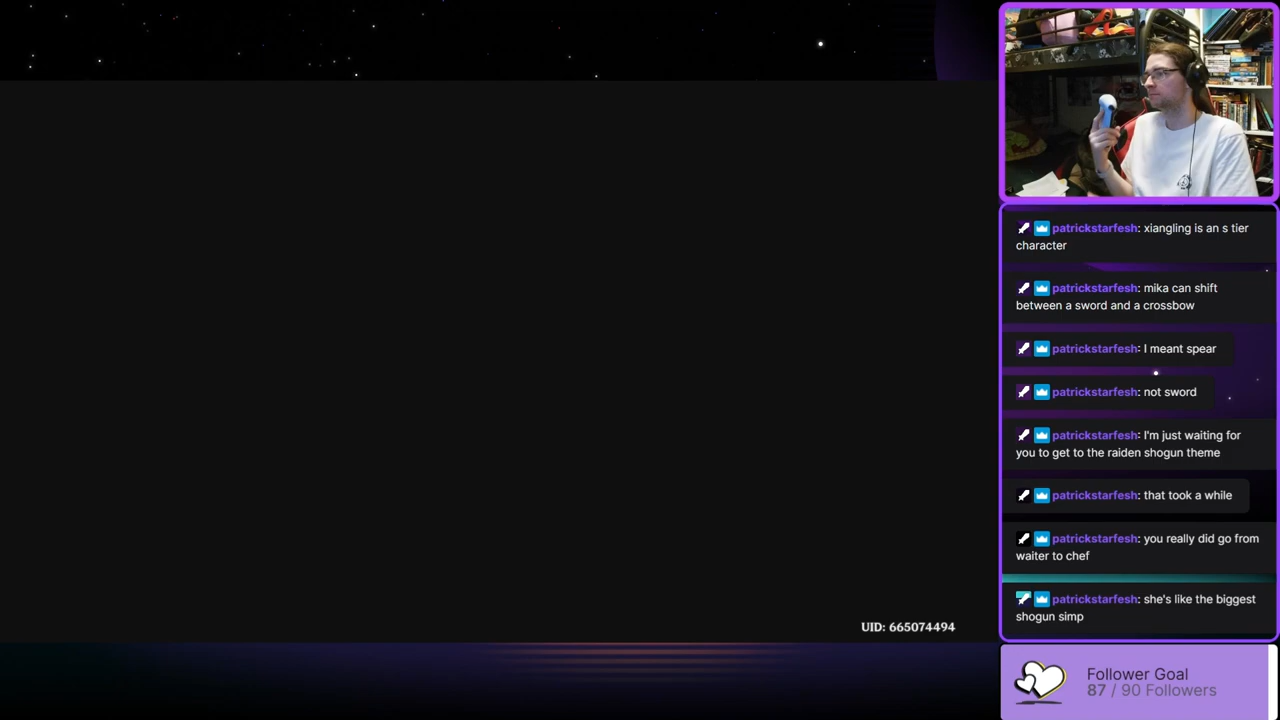 patrickstarfesh: xiangling is an s tier
character
patrickstarfesh: mika can shift
between a sword and a crossbow
patrickstarfesh: I meant spear
patrickstarfesh: not sword
patrickstarfesh: I'm just waiting for
you to get to the raiden shogun theme
patrickstarfesh: that took a while
patrickstarfesh: you really did go from
waiter to chef
patrickstarfesh: she's like the biggest
shogun simp
UID: 665074494
Follower Goal
87 / 90 Followers